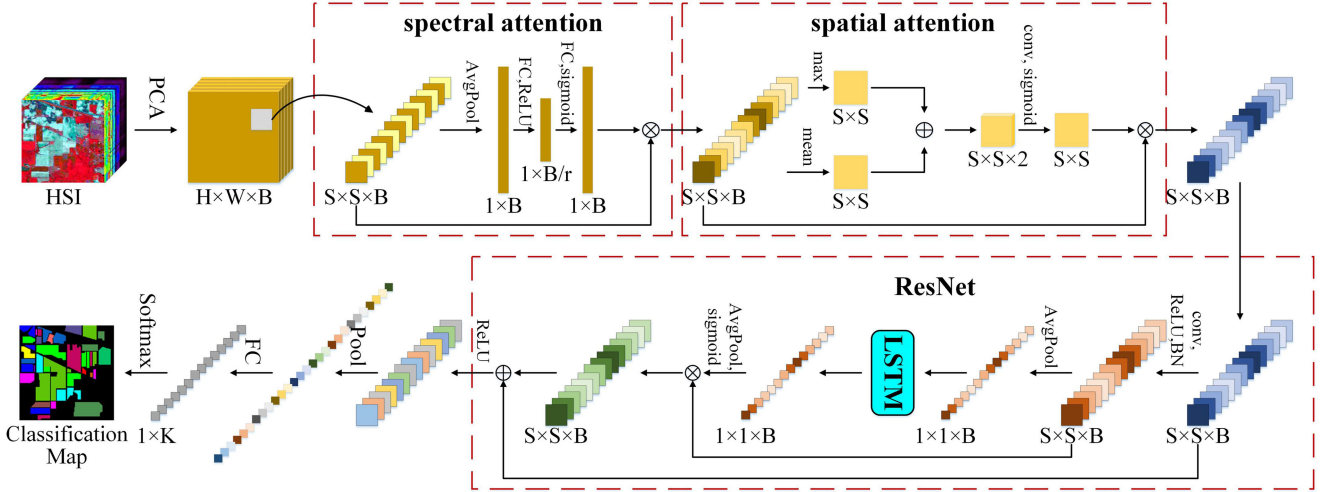 spectral attention
spatial attention
PCA
AvgPool
FC,ReLU
FC,sigmoid
max
mean
conv, sigmoid
S×S
S×S
1×B/r
S×S×2
S×S
HSI
H×W×B
S×S×B
1×B
1×B
S×S×B
S×S×B
ResNet
Softmax
FC
Pool
ReLU
AvgPool,
sigmoid
LSTM
AvgPool
conv,
ReLU,BN
Classification
Map
1×K
S×S×B
1×1×B
1×1×B
S×S×B
S×S×B